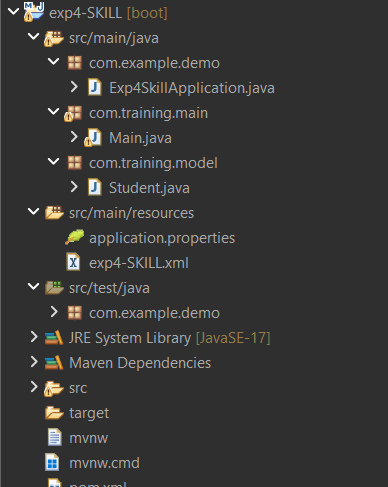 exp4-SKILL [boot]
src/main/java
com.example.demo
Exp4SkillApplication.java
com.training.main
Main.java
com.training.model
Student.java
src/main/resources
application.properties
exp4-SKILL.xml
src/test/java
com.example.demo
JRE System Library [JavaSE-17]
Maven Dependencies
src
target
mvnw
mvnw.cmd
pom.xml